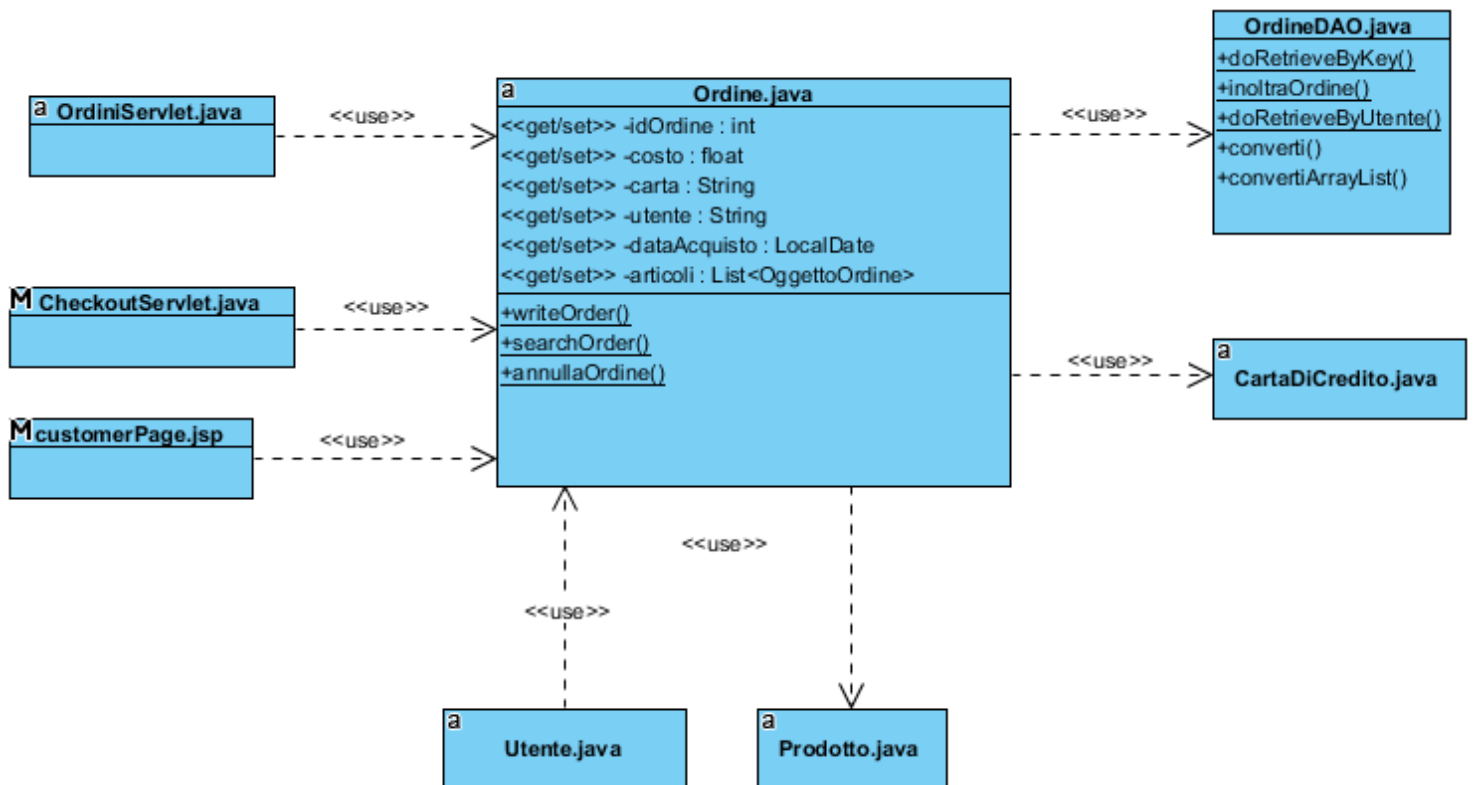 a OrdiniServlet.java
<<use>>
a Ordine.java
<<get/set>> -idOrdine : int
<<get/set>> -costo : float
<<get/set>> -carta : String
<<get/set>> -utente : String
<<get/set>> -dataAcquisto : LocalDate
<<get/set>> -articoli : List<OggettoOrdine>
+writeOrder()
+searchOrder()
+annullaOrdine()
<<use>>
OrdineDAO.java
+doRetrieveByKey()
+inoltraOrdine()
+doRetrieveByUtente()
+converti()
+convertiArrayList()
M CheckoutServlet.java
<<use>>
<<use>>
a
CartaDiCredito.java
M customerPage.jsp
<<use>>
<<use>>
<<use>>
a
Utente.java
a
Prodotto.java